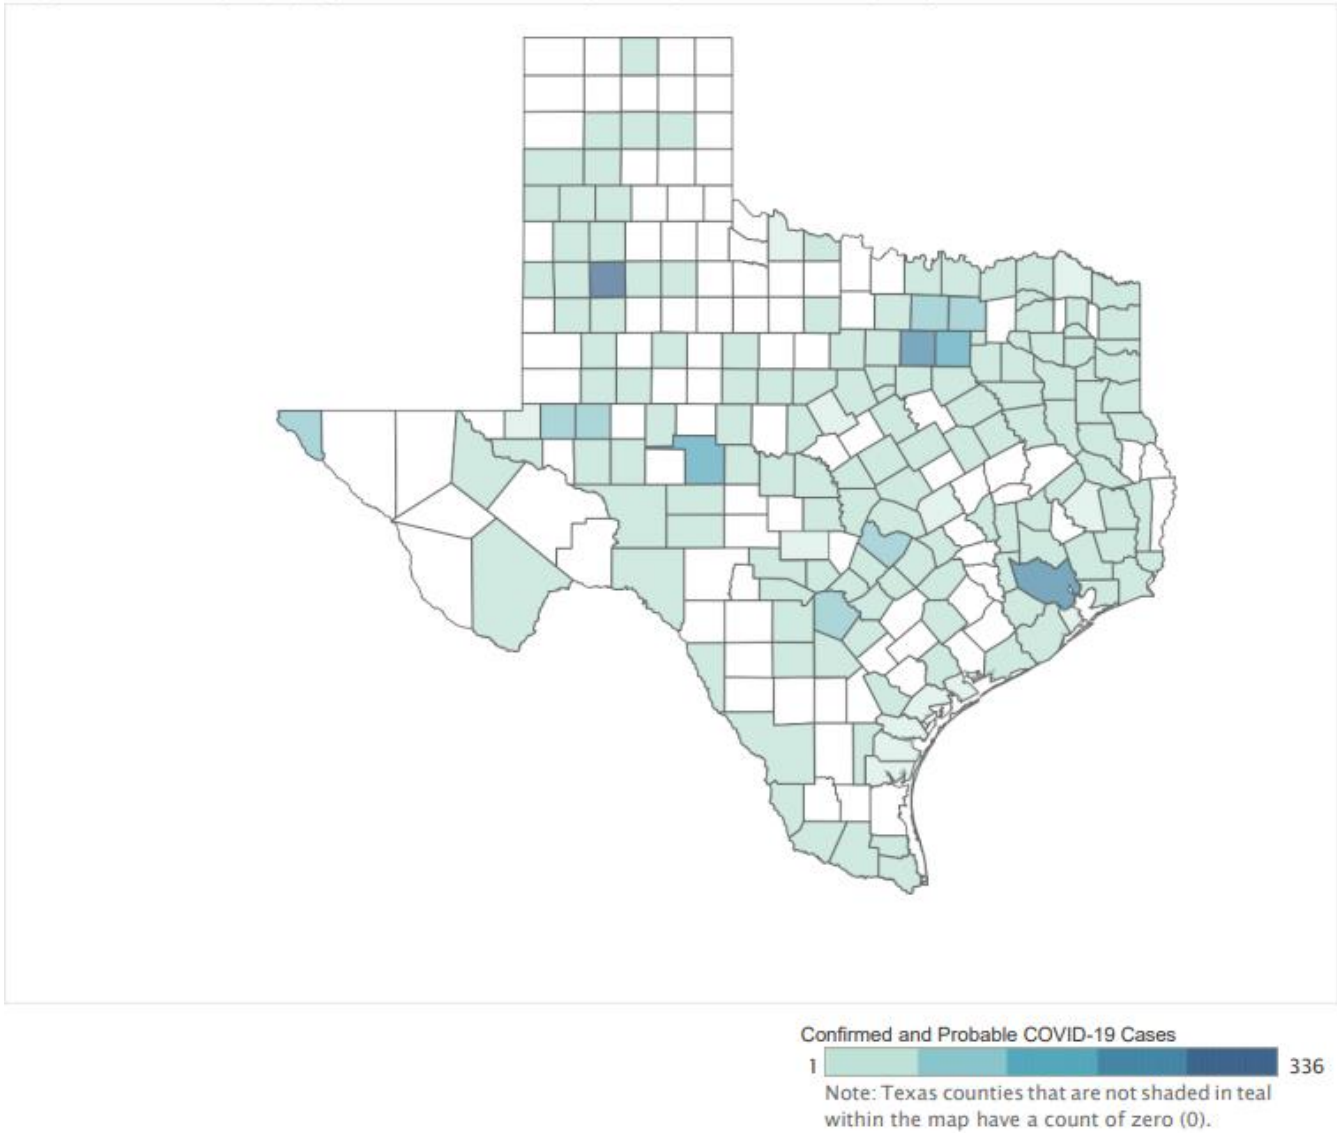 Confirmed and Probable COVID-19 Cases
1 336
Note: Texas counties that are not shaded in teal
within the map have a count of zero (0).